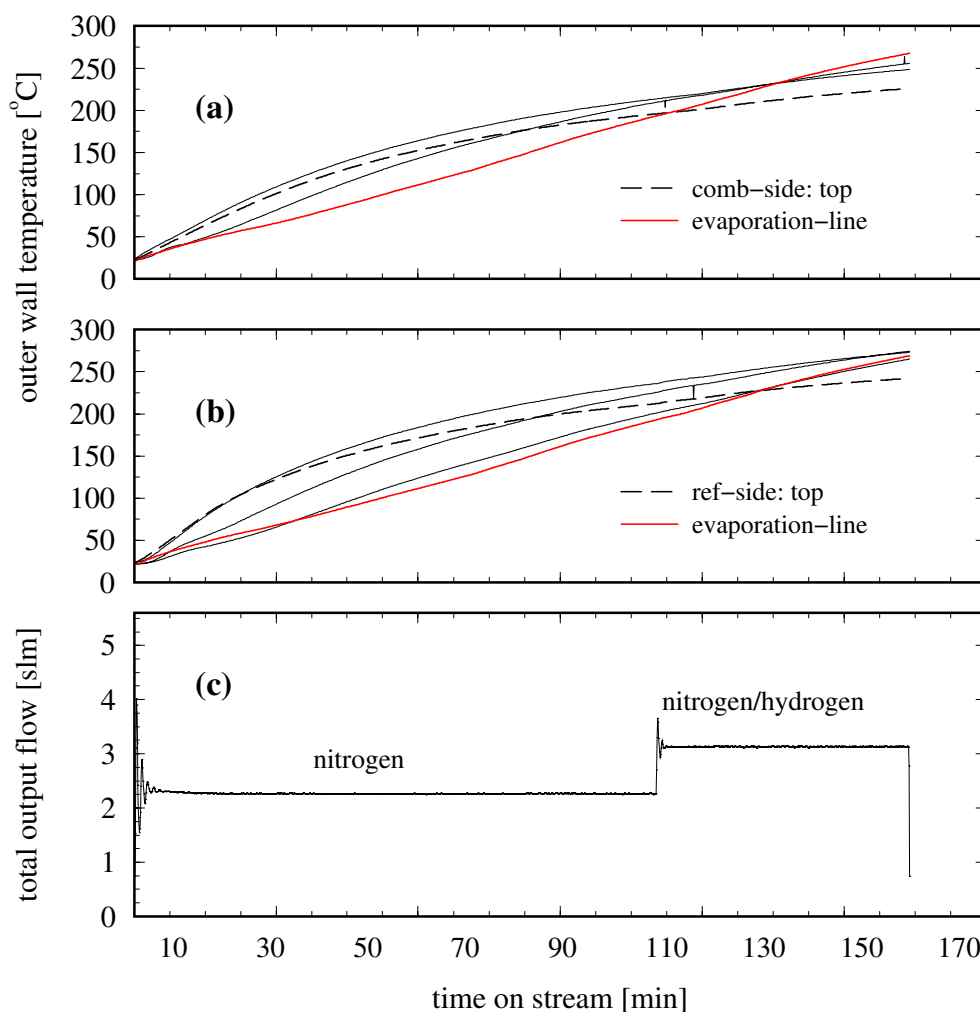 outer wall temperature [°C]
300
250
200
150
100
50
0
(a)
comb-side: top
evaporation-line
300
250
200
150
100
50
0
(b)
ref-side: top
evaporation-line
total output flow [slm]
5
4
3
2
1
0
(c)
nitrogen
nitrogen/hydrogen
10 30 50 70 90 110 130 150 170
time on stream [min]